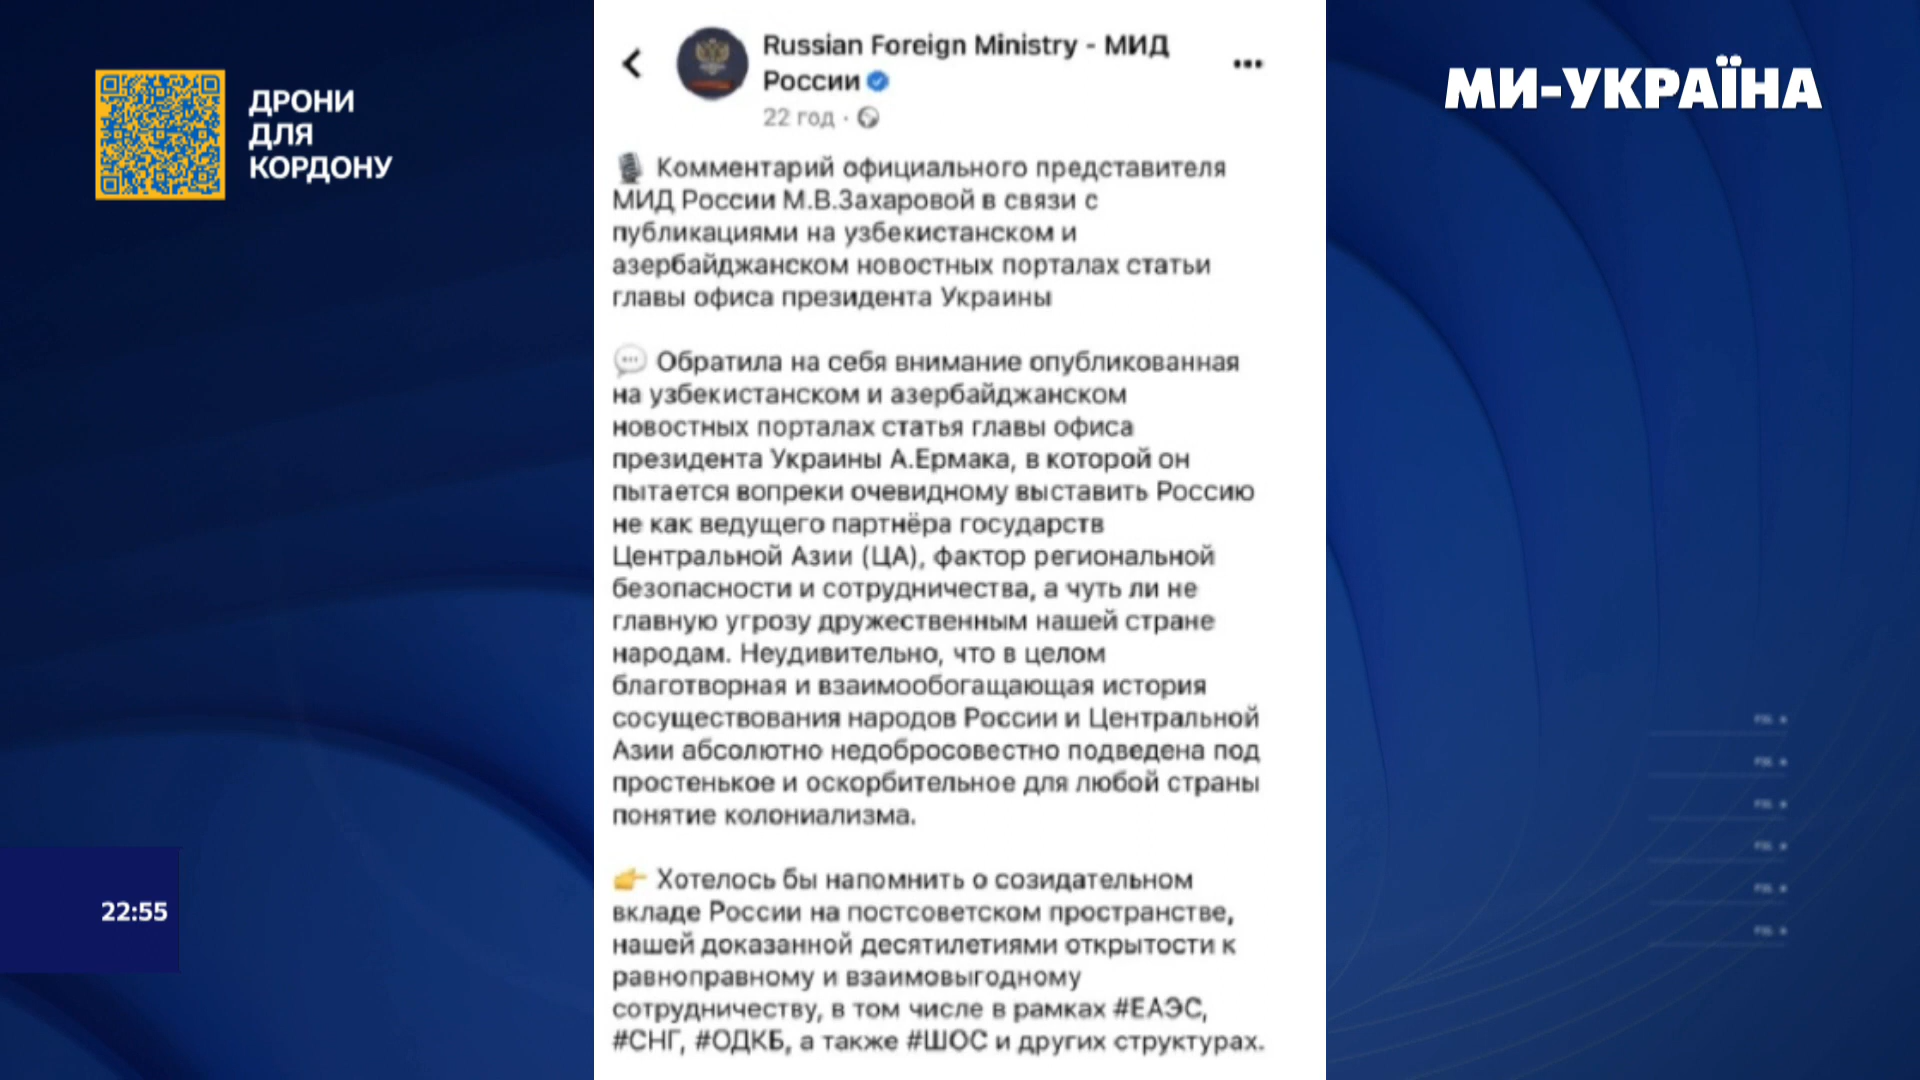 ДРОНИ
ДЛЯ
КОРДОНУ
Russian Foreign Ministry - МИД
России
22 год ·
Комментарий официального представителя
МИД России М.В.Захаровой в связи с
публикациями на узбекистанском и
азербайджанском новостных порталах статьи
главы офиса президента Украины
Обратила на себя внимание опубликованная
на узбекистанском и азербайджанском
новостных порталах статья главы офиса
президента Украины А.Ермака, в которой он
пытается вопреки очевидному выставить Россию
не как ведущего партнёра государств
Центральной Азии (ЦА), фактор региональной
безопасности и сотрудничества, а чуть ли не
главную угрозу дружественным нашей стране
народам. Неудивительно, что в целом
благотворная и взаимообогащающая история
сосуществования народов России и Центральной
Азии абсолютно недобросовестно подведена под
простенькое и оскорбительное для любой страны
понятие колониализма.
Хотелось бы напомнить о созидательном
вкладе России на постсоветском пространстве,
нашей доказанной десятилетиями открытости к
равноправному и взаимовыгодному
сотрудничеству, в том числе в рамках #ЕАЭС,
#СНГ, #ОДКБ, а также #ШОС и других структурах.
МИ-УКРАЇНА
22:55